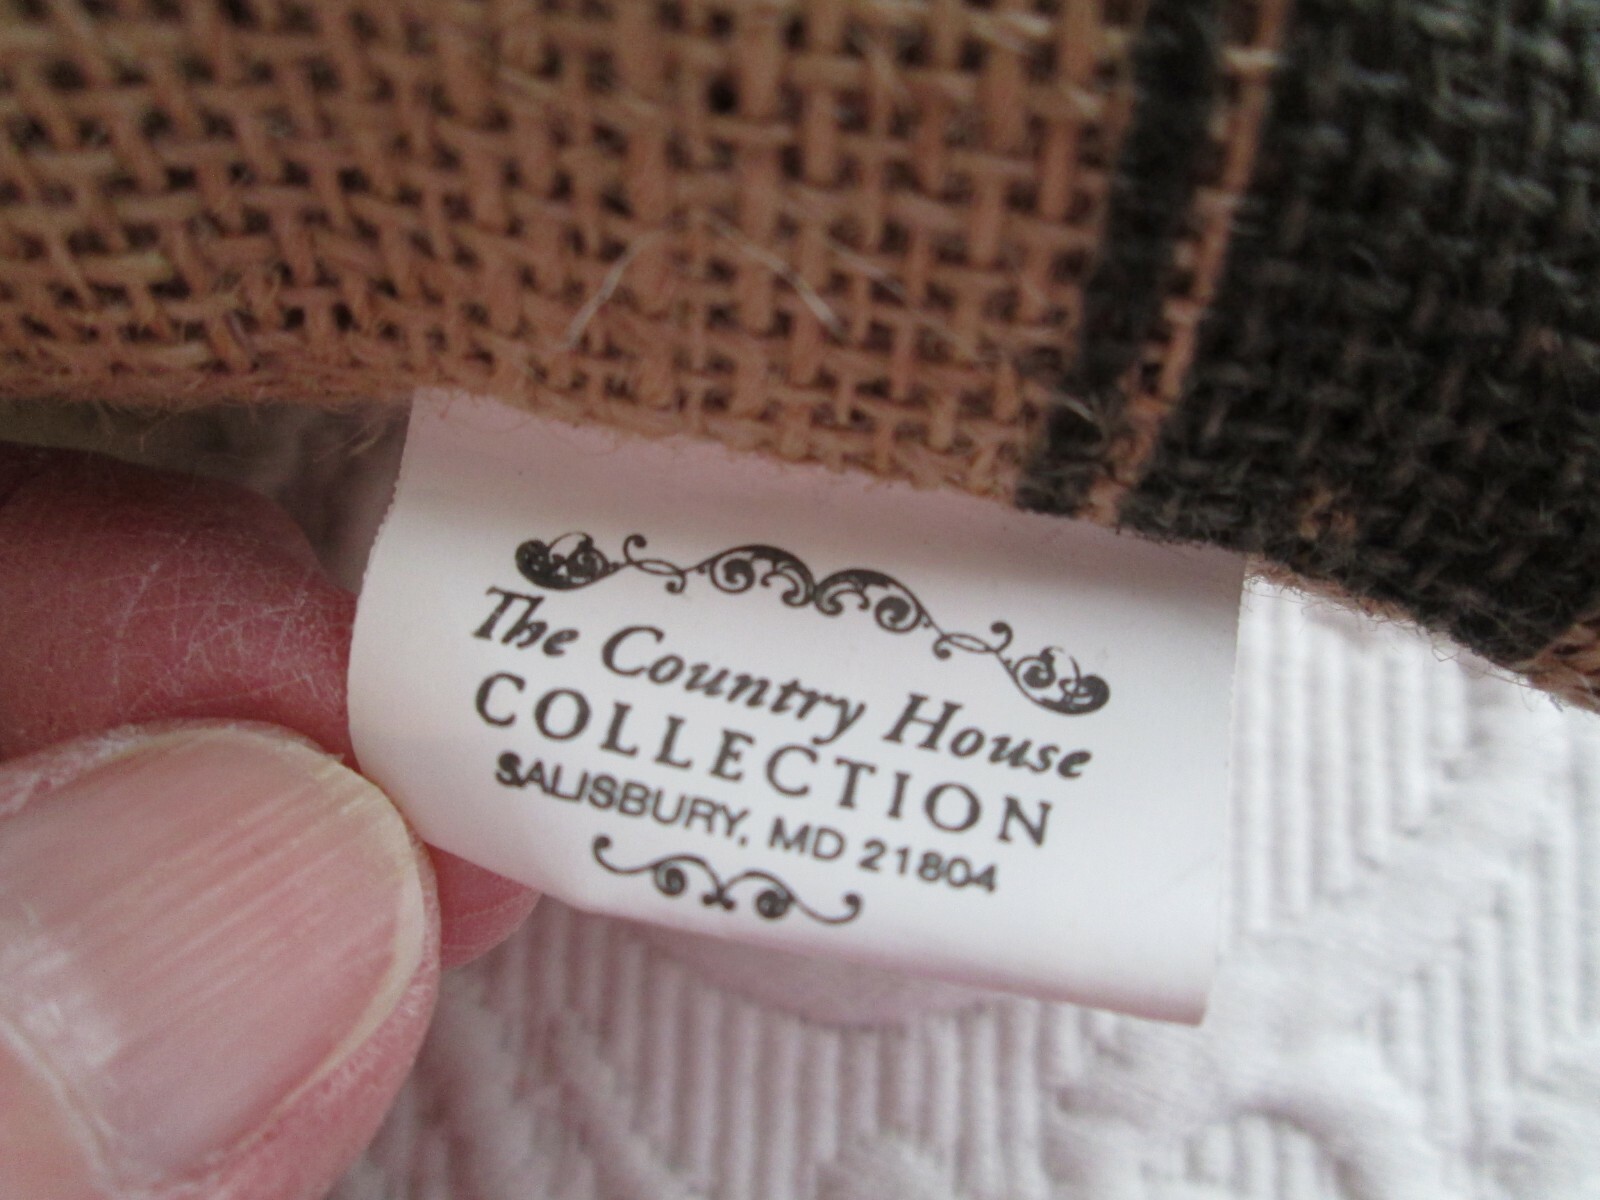 The Country House
COLLECTION
SALISBURY, MD 21804